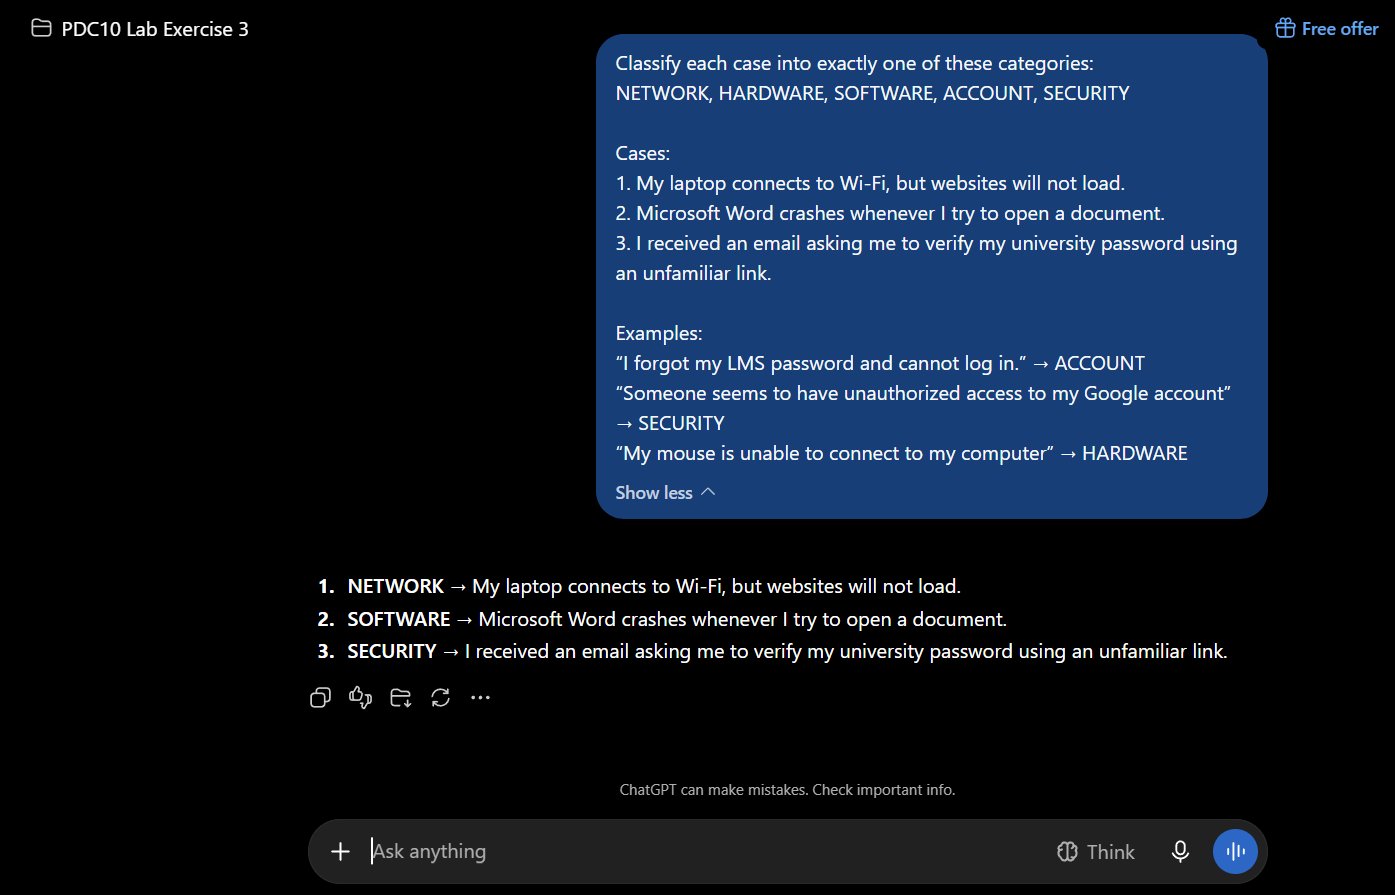 PDC10 Lab Exercise 3
Free offer
Classify each case into exactly one of these categories:
NETWORK, HARDWARE, SOFTWARE, ACCOUNT, SECURITY
Cases:
1. My laptop connects to Wi-Fi, but websites will not load.
2. Microsoft Word crashes whenever I try to open a document.
3. I received an email asking me to verify my university password using
an unfamiliar link.
Examples:
“I forgot my LMS password and cannot log in.” → ACCOUNT
“Someone seems to have unauthorized access to my Google account”
→ SECURITY
“My mouse is unable to connect to my computer” → HARDWARE
Show less
1. NETWORK → My laptop connects to Wi-Fi, but websites will not load.
2. SOFTWARE → Microsoft Word crashes whenever I try to open a document.
3. SECURITY → I received an email asking me to verify my university password using an unfamiliar link.
ChatGPT can make mistakes. Check important info.
Ask anything
Think